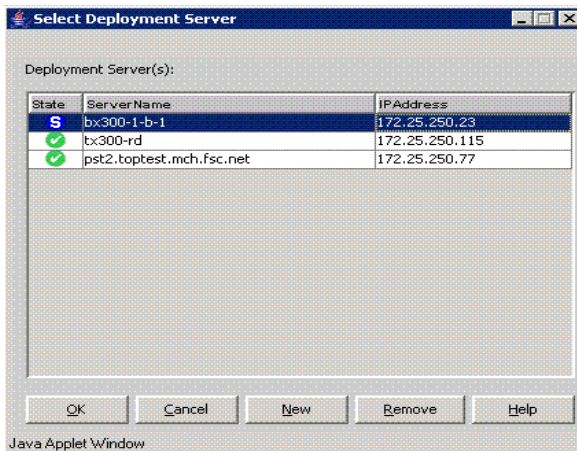 Select Deployment Server
Deployment Server(s):
State ServerName IPAddress
S bx300-1-b-1 172.25.250.23
tx300-rd 172.25.250.115
pst2.toptest.mch.fsc.net 172.25.250.77
OK Cancel New Remove Help
Java Applet Window